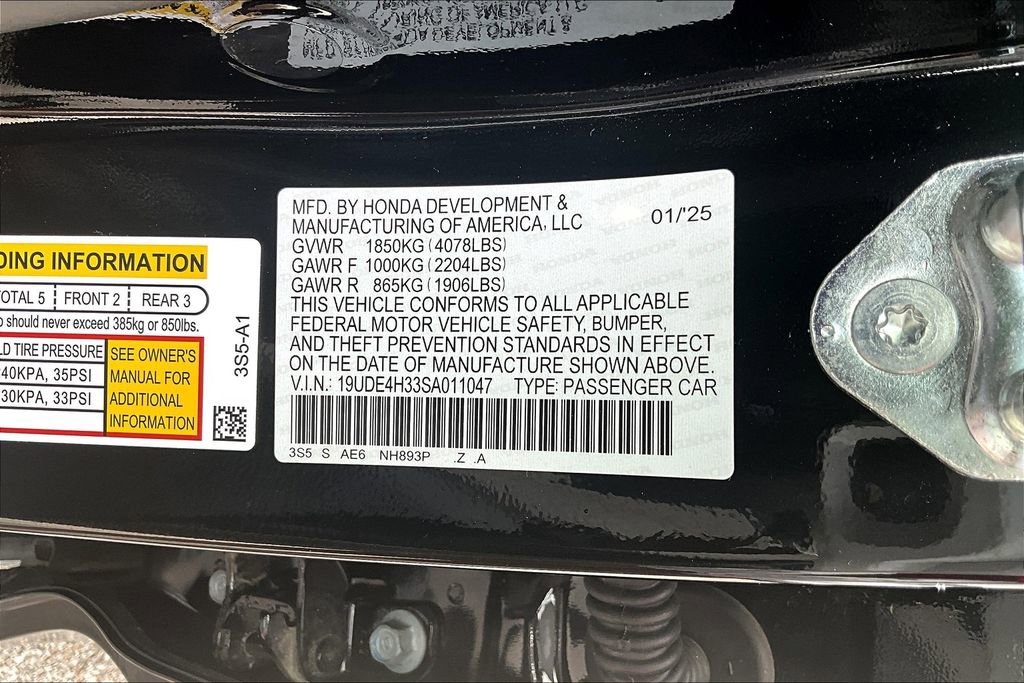 DING INFORMATION
OTAL 5 FRONT 2 REAR 3
o should never exceed 385kg or 850lbs.
LD TIRE PRESSURE
40KPA, 35PSI
30KPA, 33PSI
SEE OWNER'S
MANUAL FOR
ADDITIONAL
INFORMATION
3S5-A1
MFD. BY HONDA DEVELOPMENT &
MANUFACTURING OF AMERICA, LLC 01/'25
GVWR 1850KG (4078LBS)
GAWR F 1000KG (2204LBS)
GAWR R 865KG (1906LBS)
THIS VEHICLE CONFORMS TO ALL APPLICABLE
FEDERAL MOTOR VEHICLE SAFETY, BUMPER,
AND THEFT PREVENTION STANDARDS IN EFFECT
ON THE DATE OF MANUFACTURE SHOWN ABOVE.
V.I.N.: 19UDE4H33SA011047 TYPE: PASSENGER CAR
3S5 S AE6 NH893P .Z .A